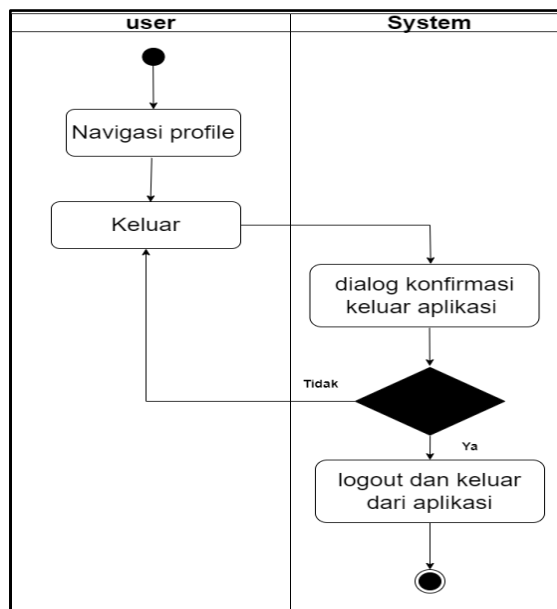 user
System
Navigasi profile
Keluar
dialog konfirmasi
keluar aplikasi
Tidak
Ya
logout dan keluar
dari aplikasi